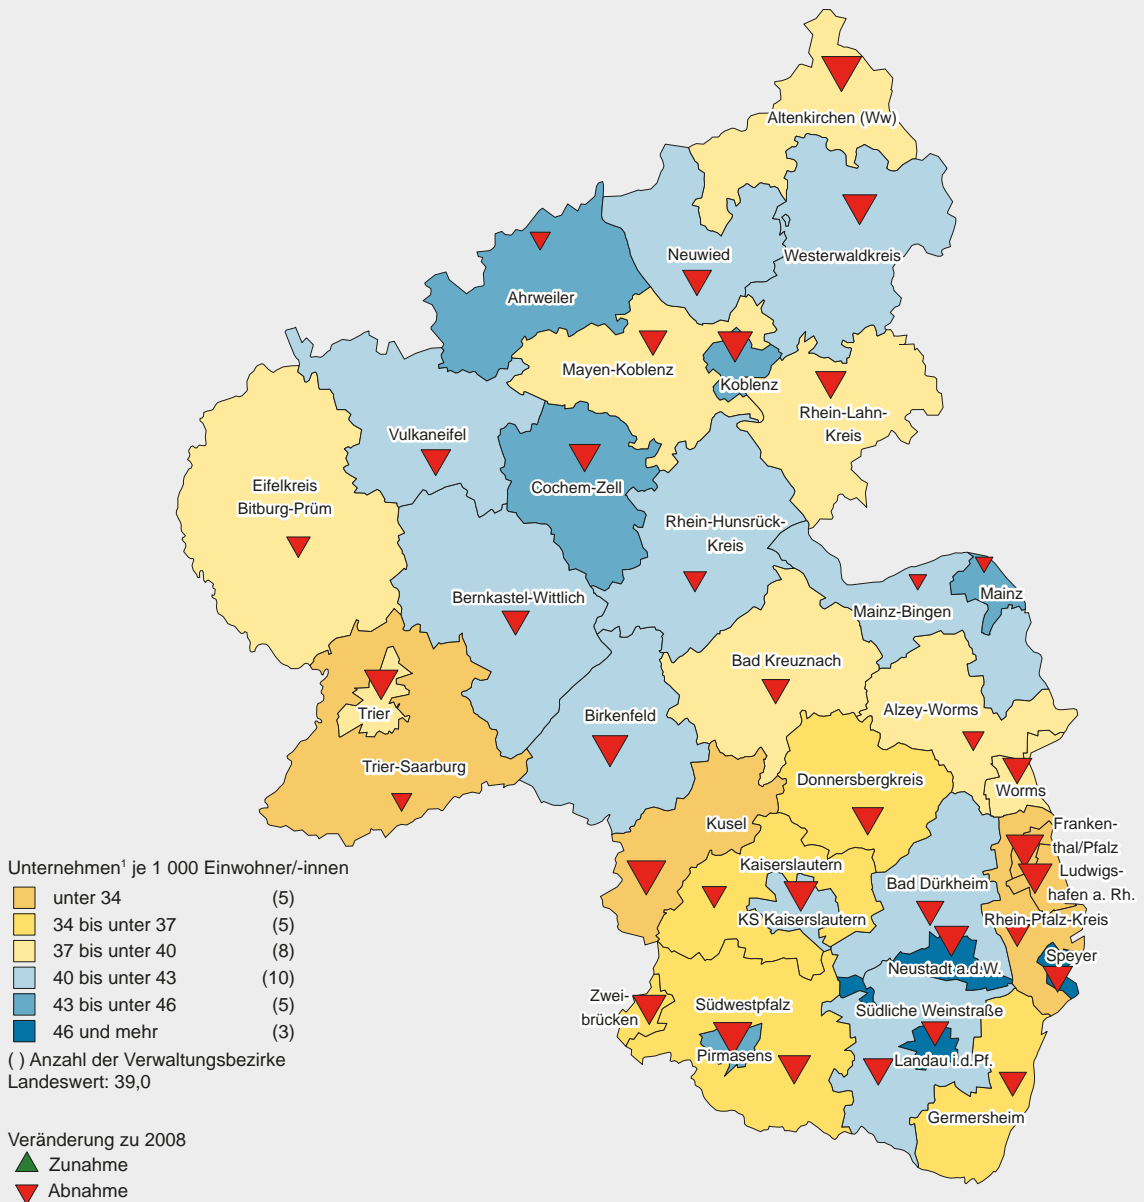 Altenkirchen (Ww)
Neuwied
Westerwaldkreis
Ahrweiler
Mayen-Koblenz
Koblenz
Rhein-Lahn-
Kreis
Vulkaneifel
Eifelkreis
Bitburg-Prüm
Cochem-Zell
Rhein-Hunsrück-
Kreis
Bernkastel-Wittlich
Mainz-Bingen
Mainz
Bad Kreuznach
Trier
Birkenfeld
Alzey-Worms
Trier-Saarburg
Donnersbergkreis
Worms
Kusel
Franken-
thal/Pfalz
Kaiserslautern
Ludwigs-
hafen a. Rh.
Bad Dürkheim
KS Kaiserslautern
Rhein-Pfalz-Kreis
Neustadt a.d.W.
Speyer
Zwei-
brücken
Südwestpfalz
Südliche Weinstraße
Pirmasens
Landau i.d.Pf.
Germersheim
Unternehmen¹ je 1 000 Einwohner/-innen
unter 34 (5)
34 bis unter 37 (5)
37 bis unter 40 (8)
40 bis unter 43 (10)
43 bis unter 46 (5)
46 und mehr (3)
( ) Anzahl der Verwaltungsbezirke
Landeswert: 39,0
Veränderung zu 2008
Zunahme
Abnahme